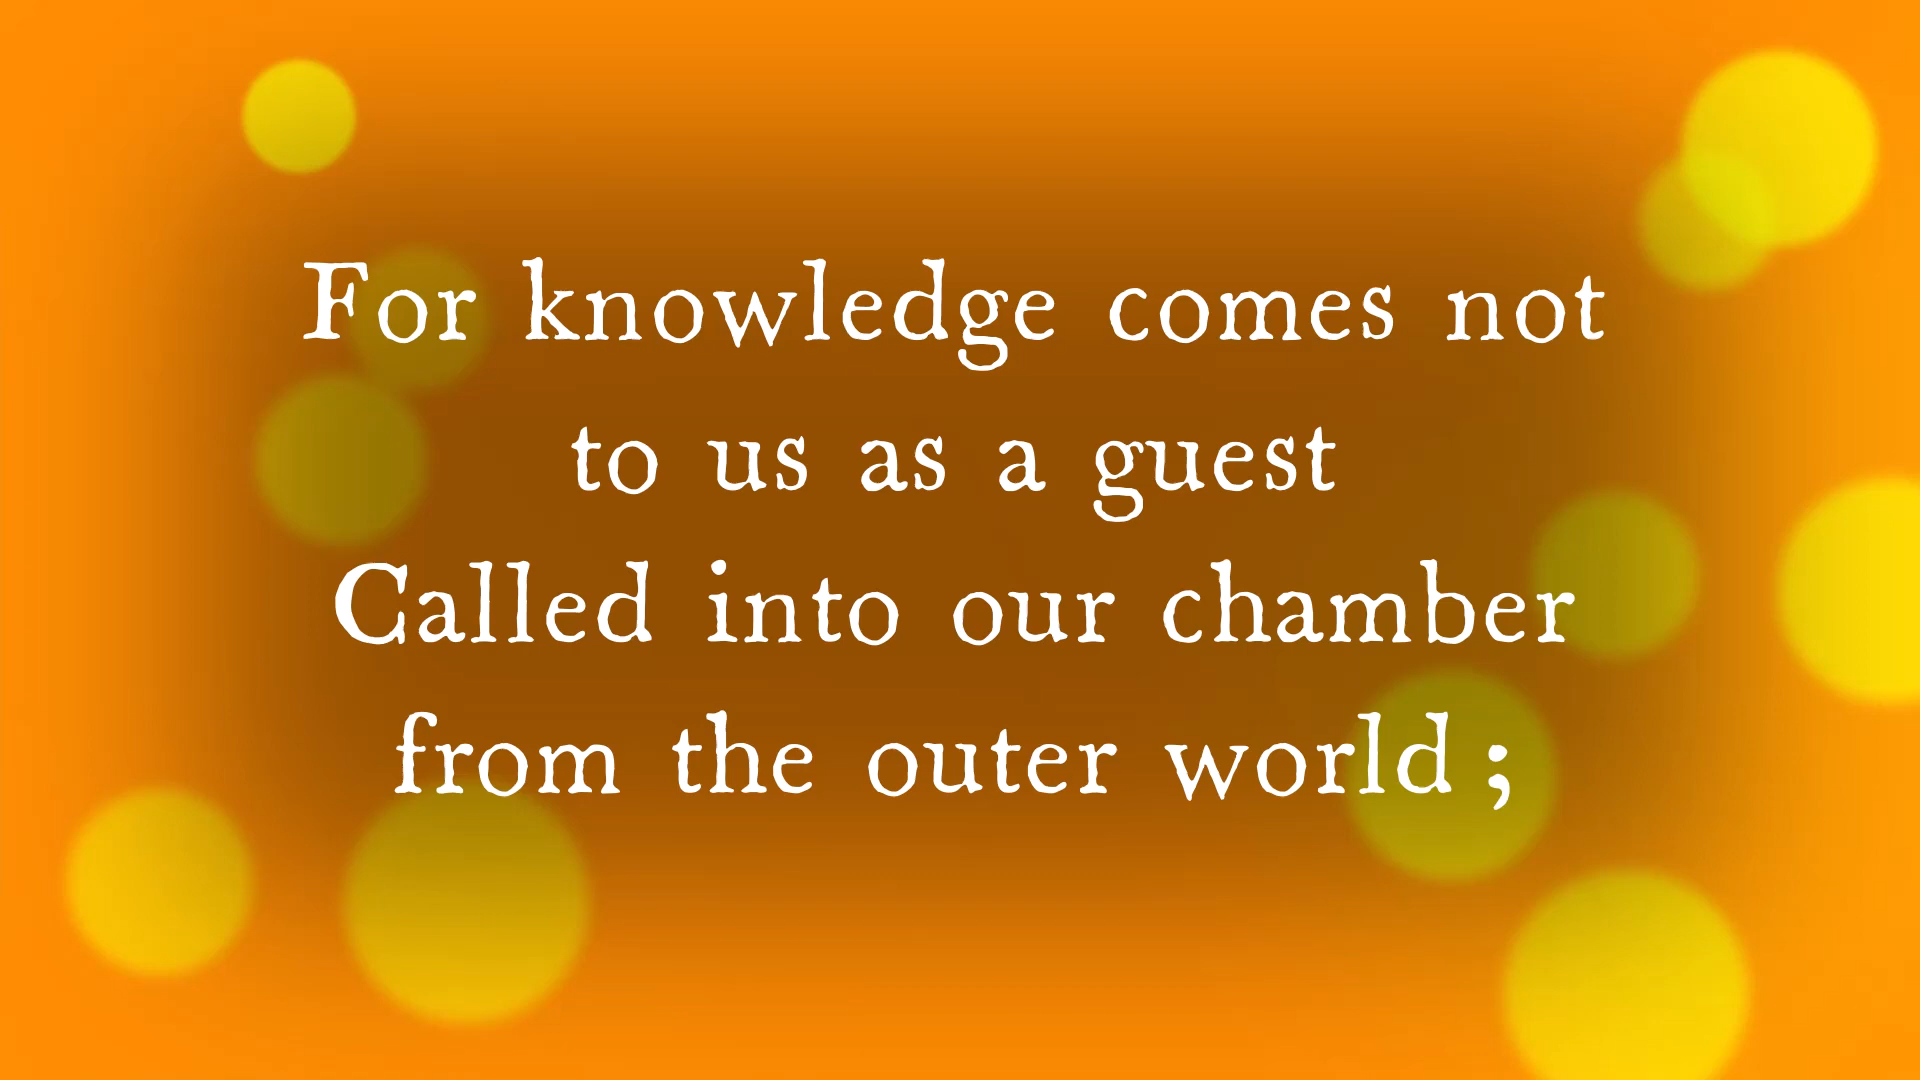 For knowledge comes not
to us as a guest
Called into our chamber
from the outer world ;